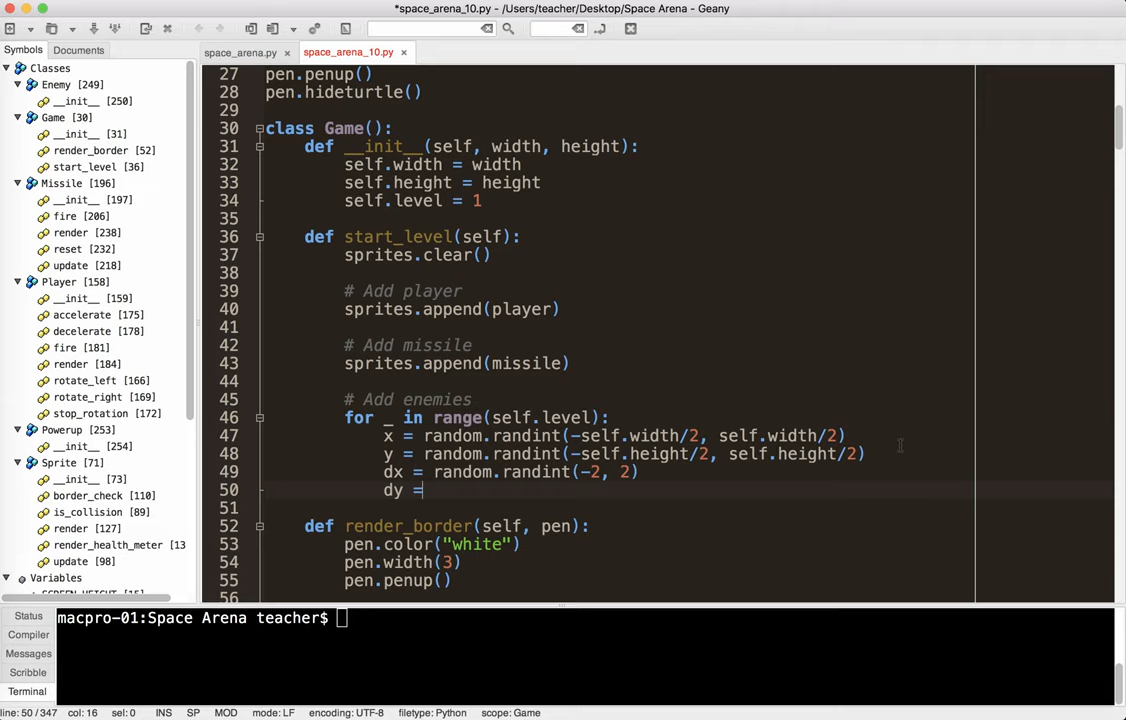 *space_arena_10.py - /Users/teacher/Desktop/Space Arena - Geany
Symbols Documents
space_arena.py × space_arena_10.py ×
Classes
Enemy [249]
__init__ [250]
Game [30]
__init__ [31]
render_border [52]
start_level [36]
Missile [196]
__init__ [197]
fire [206]
render [238]
reset [232]
update [218]
Player [158]
__init__ [159]
accelerate [175]
decelerate [178]
fire [181]
render [184]
rotate_left [166]
rotate_right [169]
stop_rotation [172]
Powerup [253]
__init__ [254]
Sprite [71]
__init__ [73]
border_check [110]
is_collision [89]
render [127]
render_health_meter [13
update [98]
Variables
27 pen.penup()
28 pen.hideturtle()
29
30 class Game():
31     def __init__(self, width, height):
32         self.width = width
33         self.height = height
34         self.level = 1
35
36     def start_level(self):
37         sprites.clear()
38
39         # Add player
40         sprites.append(player)
41
42         # Add missile
43         sprites.append(missile)
44
45         # Add enemies
46         for _ in range(self.level):
47             x = random.randint(-self.width/2, self.width/2)
48             y = random.randint(-self.height/2, self.height/2)
49             dx = random.randint(-2, 2)
50             dy =
51
52     def render_border(self, pen):
53         pen.color("white")
54         pen.width(3)
55         pen.penup()
56
Status
Compiler
Messages
Scribble
Terminal
macpro-01:Space Arena teacher$
line: 50 / 347 col: 16 sel: 0 INS SP MOD mode: LF encoding: UTF-8 filetype: Python scope: Game